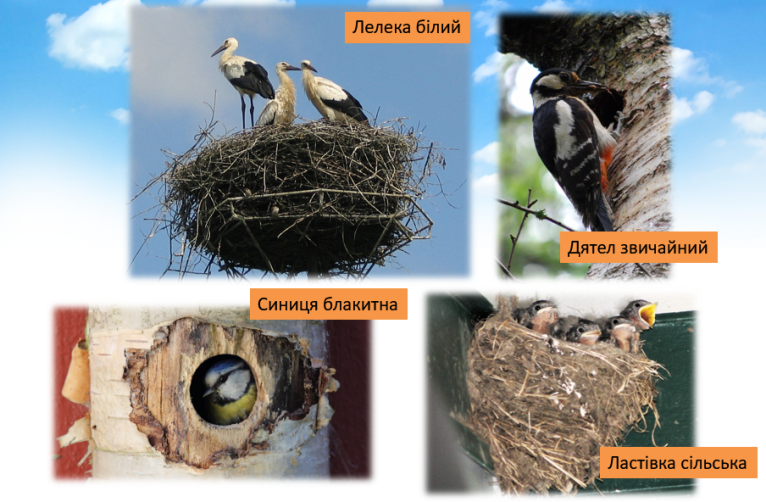 Лелека білий
Дятел звичайний
Синиця блакитна
Ластівка сільська